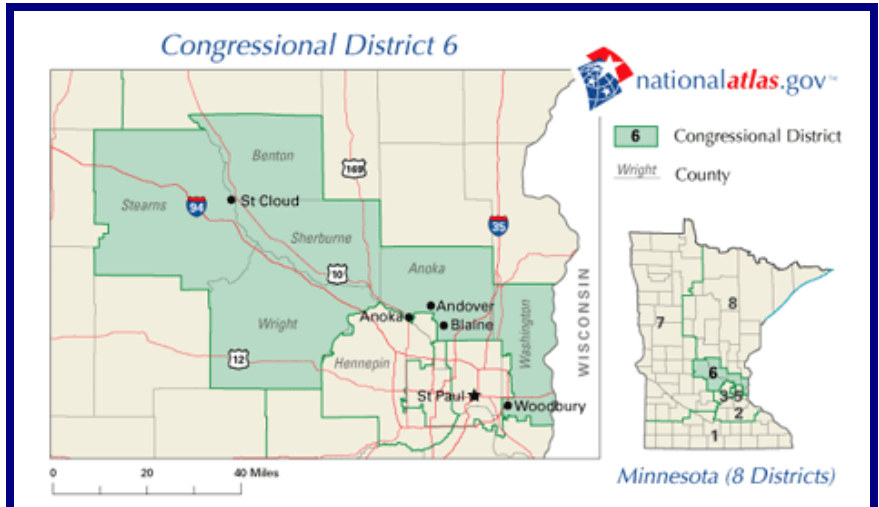 Congressional District 6
nationalatlas.gov™
6 Congressional District
Wright County
Benton
169
Stearns
94
St Cloud
35
Sherburne
10
Anoka
Andover
Anoka
Blaine
Wright
Washington
WISCONSIN
12
Hennepin
St Paul
Woodbury
0 20 40 Miles
8
7
6
3-5
2
1
Minnesota (8 Districts)